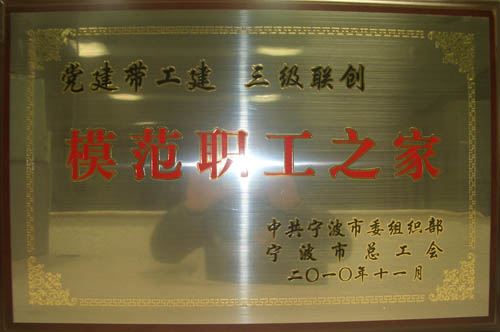 党建带工建 三级联创
模范职工之家
中共宁波市委组织部
宁波市总工会
二〇一〇年十一月